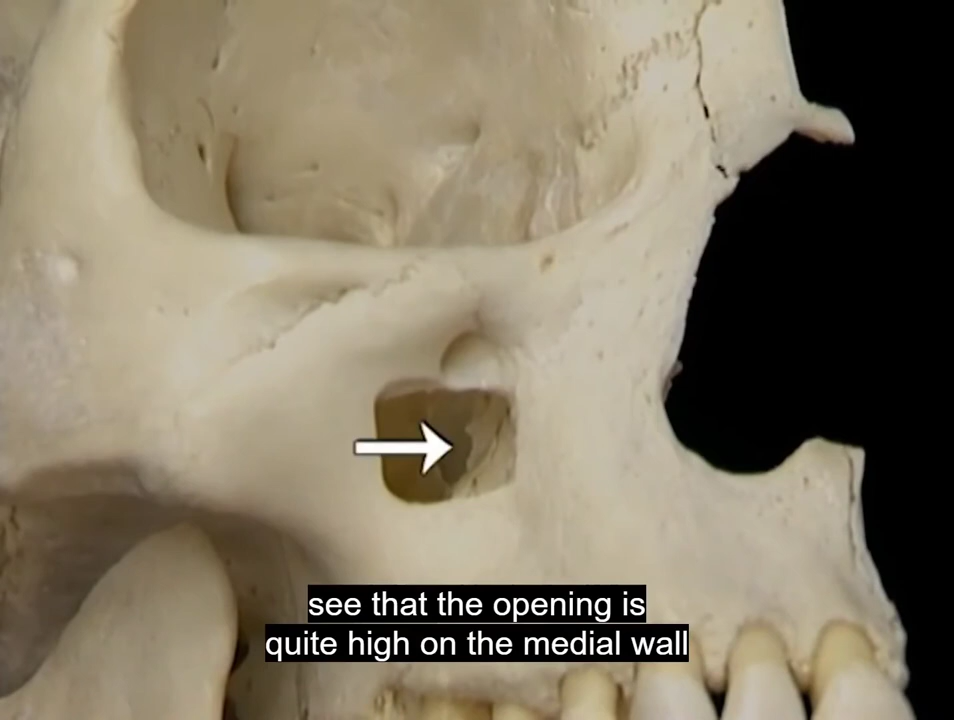 see that the opening is
quite high on the medial wall